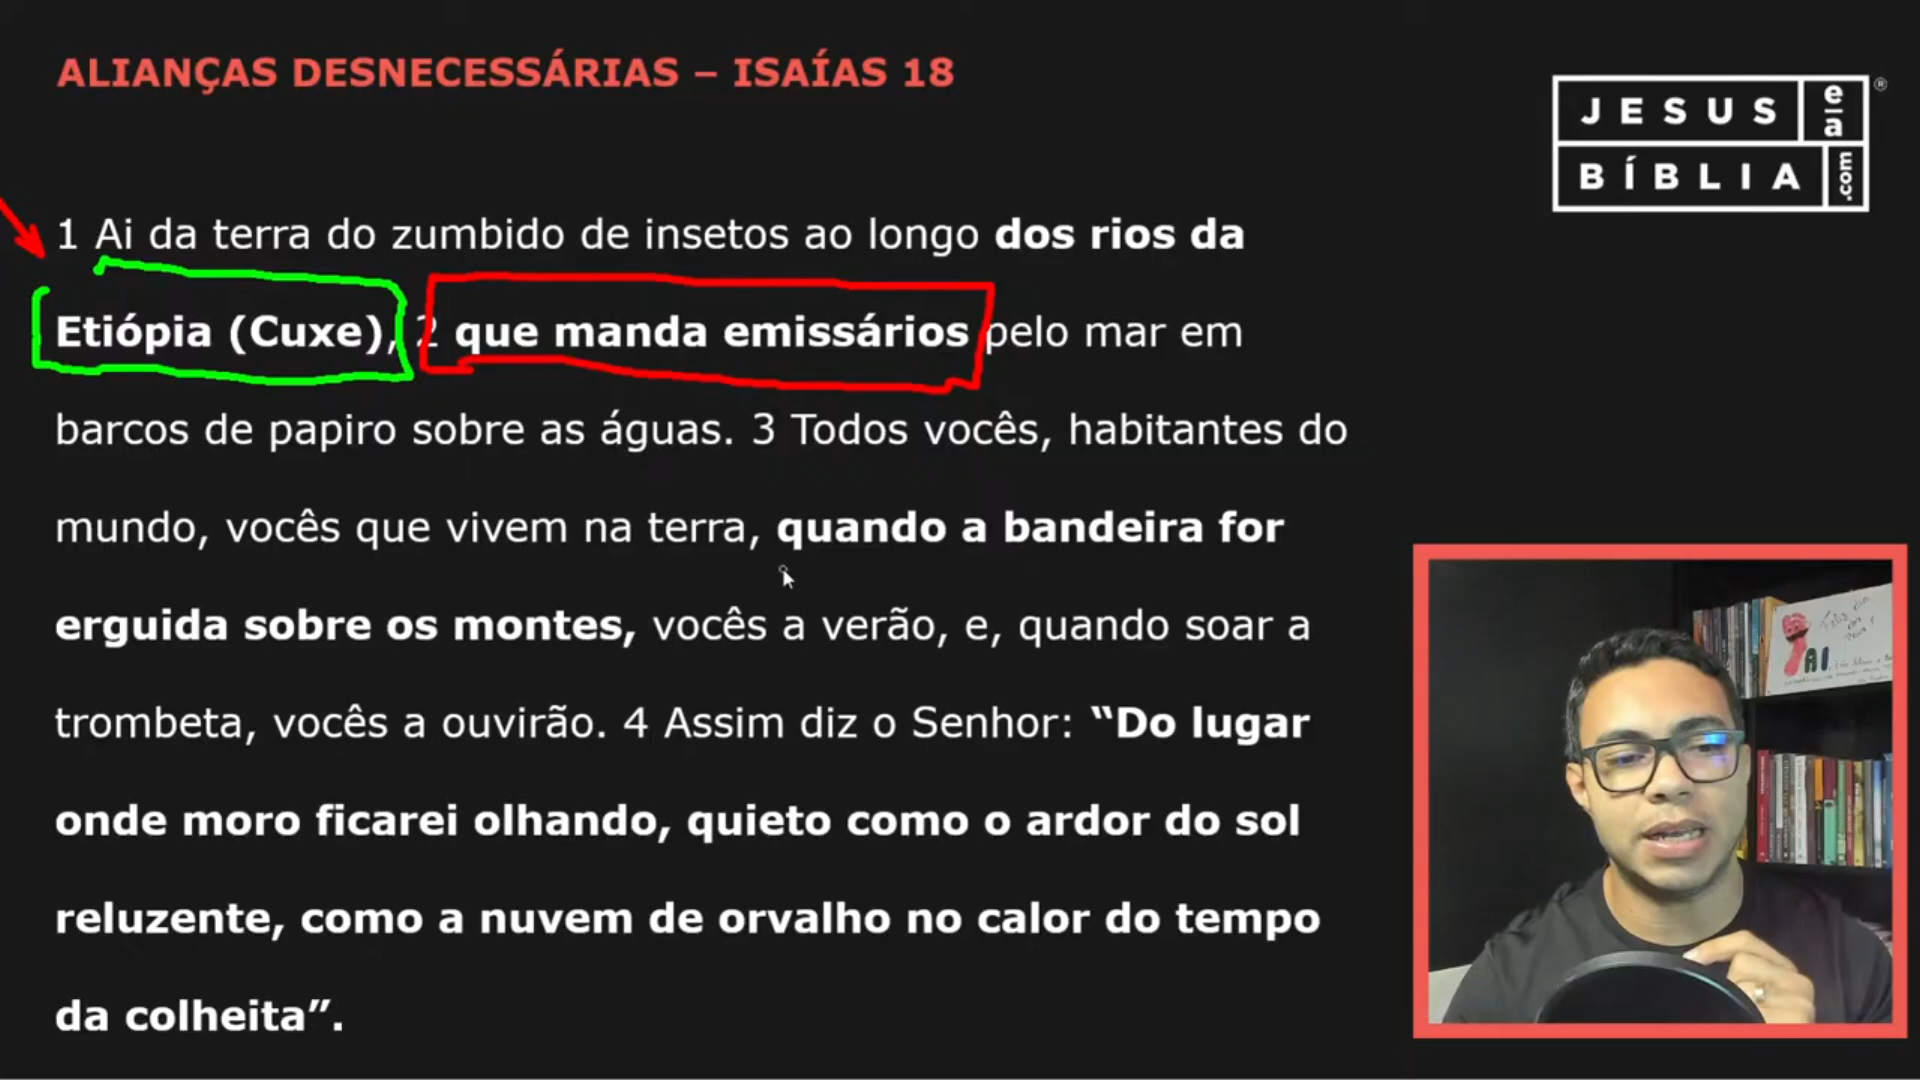 ALIANÇAS DESNECESSÁRIAS – ISAÍAS 18
JESUS
e
a
BÍBLIA
.com
®
1 Ai da terra do zumbido de insetos ao longo dos rios da
Etiópia (Cuxe), 2 que manda emissários pelo mar em
barcos de papiro sobre as águas. 3 Todos vocês, habitantes do
mundo, vocês que vivem na terra, quando a bandeira for
erguida sobre os montes, vocês a verão, e, quando soar a
trombeta, vocês a ouvirão. 4 Assim diz o Senhor: “Do lugar
onde moro ficarei olhando, quieto como o ardor do sol
reluzente, como a nuvem de orvalho no calor do tempo
da colheita”.